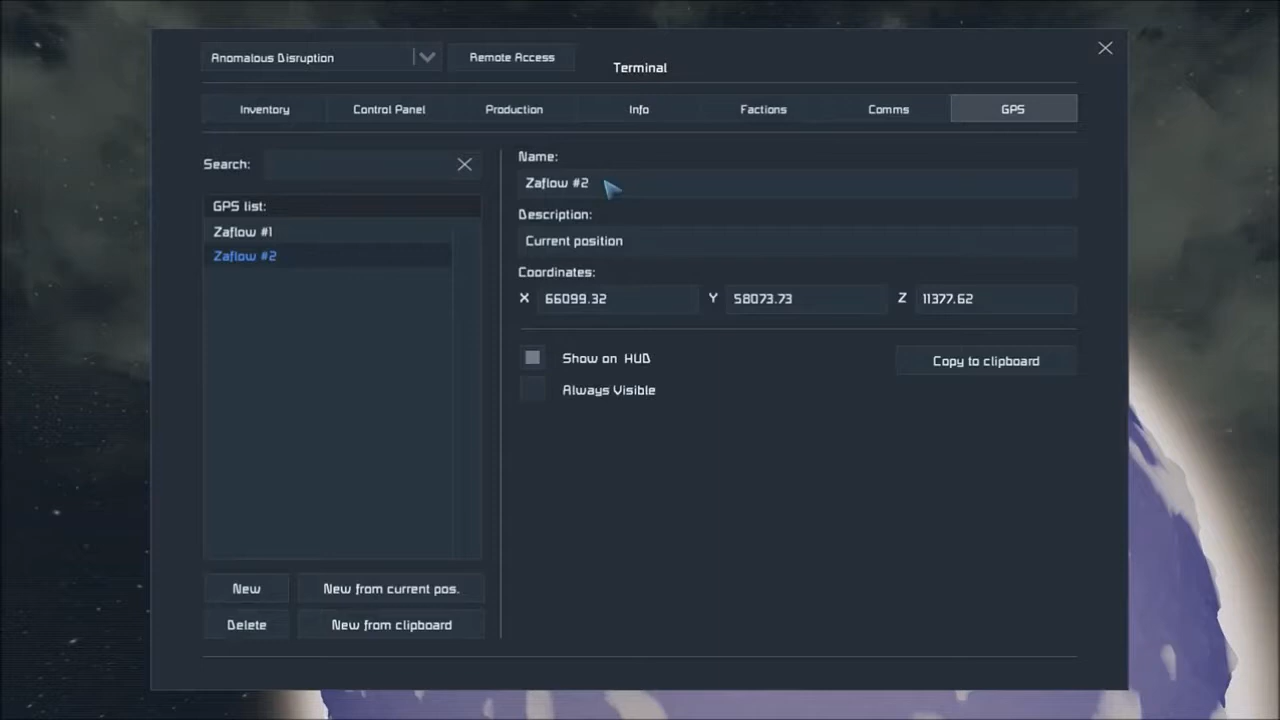 Anomalous Disruption
Remote Access
Terminal
Inventory
Control Panel
Production
Info
Factions
Comms
GPS
Search:
GPS list:
Zaflow #1
Zaflow #2
New
New from current pos.
Delete
New from clipboard
Name:
Zaflow #2
Description:
Current position
Coordinates:
X 66099.32 Y 58073.73 Z 11377.62
Show on HUD
Copy to clipboard
Always Visible